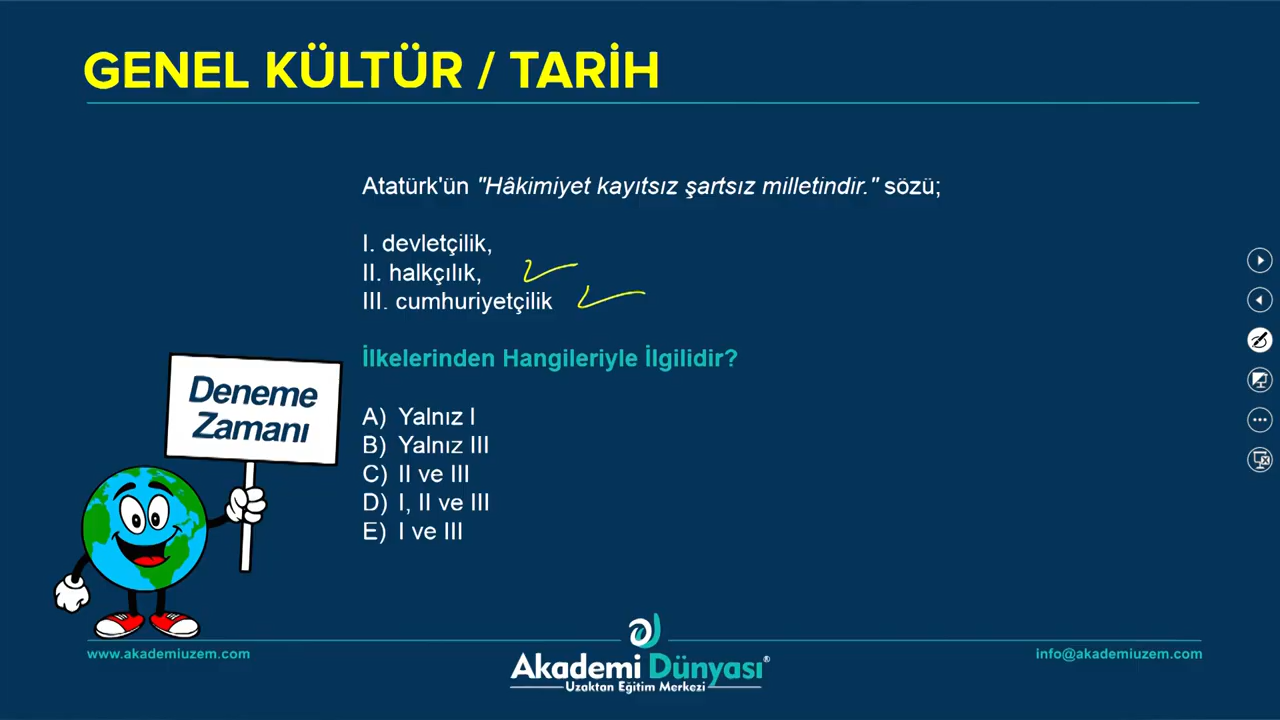 GENEL KÜLTÜR / TARİH
Atatürk'ün "Hâkimiyet kayıtsız şartsız milletindir." sözü;
I. devletçilik,
II. halkçılık,
III. cumhuriyetçilik
İlkelerinden Hangileriyle İlgilidir?
A) Yalnız I
B) Yalnız III
C) II ve III
D) I, II ve III
E) I ve III
Deneme
Zamanı
www.akademiuzem.com
Akademi Dünyası®
Uzaktan Eğitim Merkezi
info@akademiuzem.com